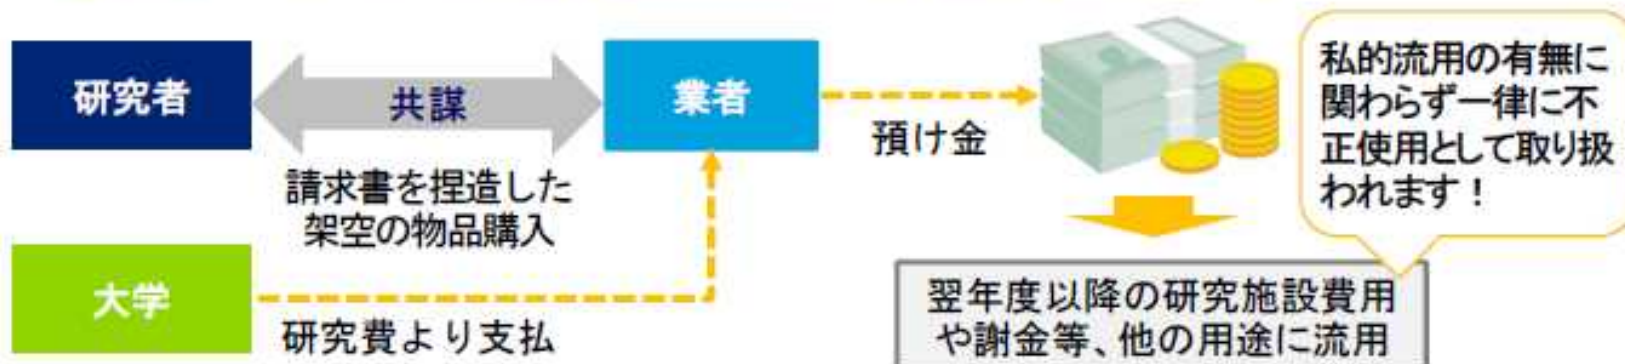 研究者
共謀
業者
預け金
私的流用の有無に
関わらず一律に不
正使用として取り扱
われます！
請求書を捏造した
架空の物品購入
大学
研究費より支払
翌年度以降の研究施設費用
や謝金等、他の用途に流用